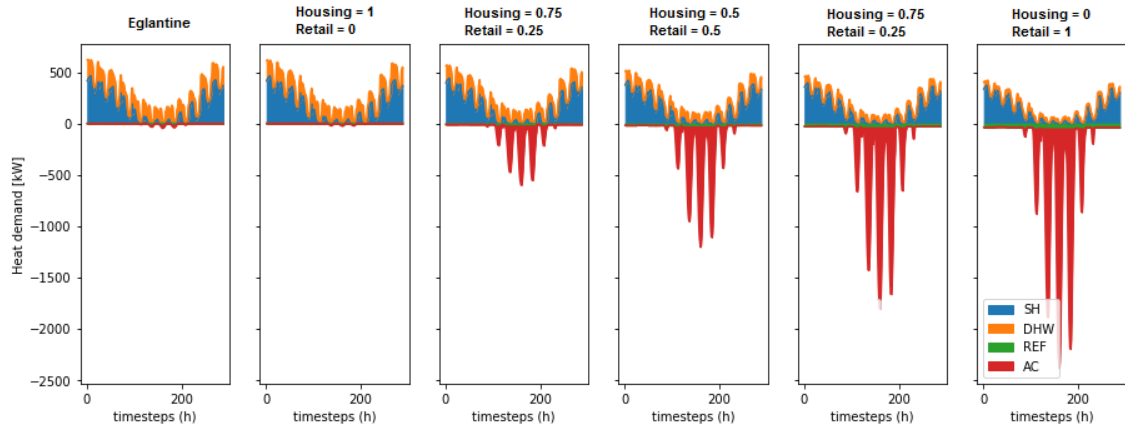 Eglantine
Housing = 1
Retail = 0
Housing = 0.75
Retail = 0.25
Housing = 0.5
Retail = 0.5
Housing = 0.75
Retail = 0.25
Housing = 0
Retail = 1
Heat demand [kW]
500
0
−500
−1000
−1500
−2000
−2500
SH
DHW
REF
AC
0 200
0 200
0 200
0 200
0 200
0 200
timesteps (h)
timesteps (h)
timesteps (h)
timesteps (h)
timesteps (h)
timesteps (h)